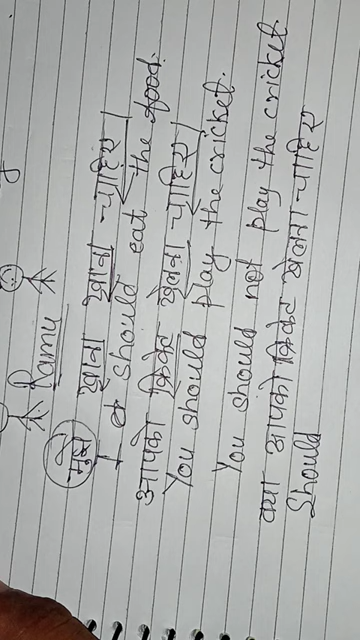 Ramu
मुझे खाना खाना चाहिए।
I should eat the food.
आपको क्रिकेट खेलना चाहिए।
You should play the cricket.
You should not play the cricket.
क्या आपको क्रिकेट खेलना चाहिए
Should